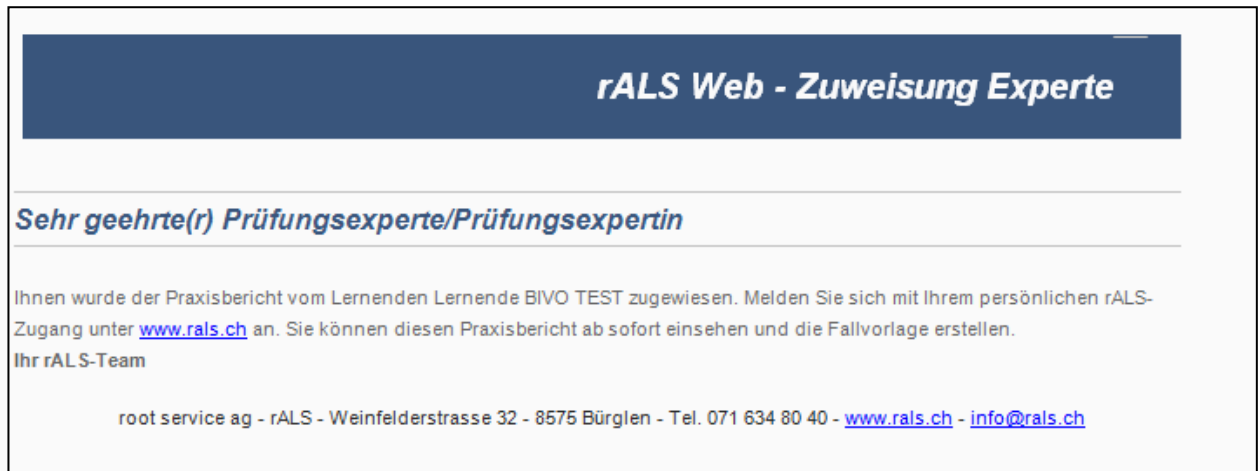 rALS Web - Zuweisung Experte
Sehr geehrte(r) Prüfungsexperte/Prüfungsexpertin
Ihnen wurde der Praxisbericht vom Lernenden Lernende BIVO TEST zugewiesen. Melden Sie sich mit Ihrem persönlichen rALS-
Zugang unter www.rals.ch an. Sie können diesen Praxisbericht ab sofort einsehen und die Fallvorlage erstellen.
Ihr rALS-Team
root service ag - rALS - Weinfelderstrasse 32 - 8575 Bürglen - Tel. 071 634 80 40 - www.rals.ch - info@rals.ch